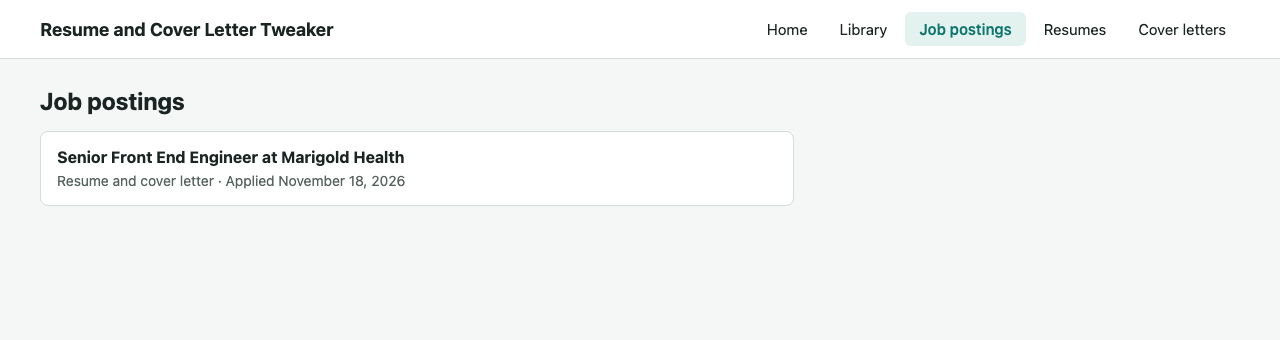 Resume and Cover Letter Tweaker
Home
Library
Job postings
Resumes
Cover letters
Job postings
Senior Front End Engineer at Marigold Health
Resume and cover letter · Applied November 18, 2026